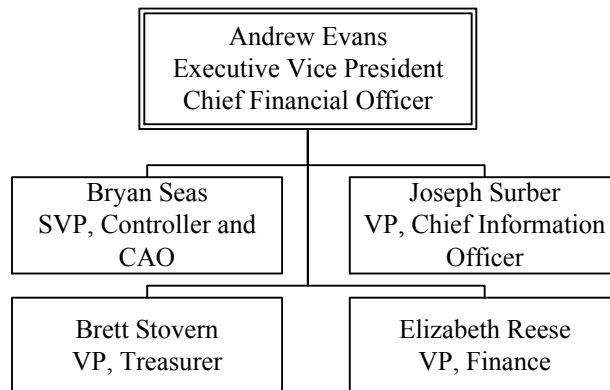 Andrew Evans
Executive Vice President
Chief Financial Officer
Bryan Seas
SVP, Controller and
CAO
Joseph Surber
VP, Chief Information
Officer
Brett Stovern
VP, Treasurer
Elizabeth Reese
VP, Finance